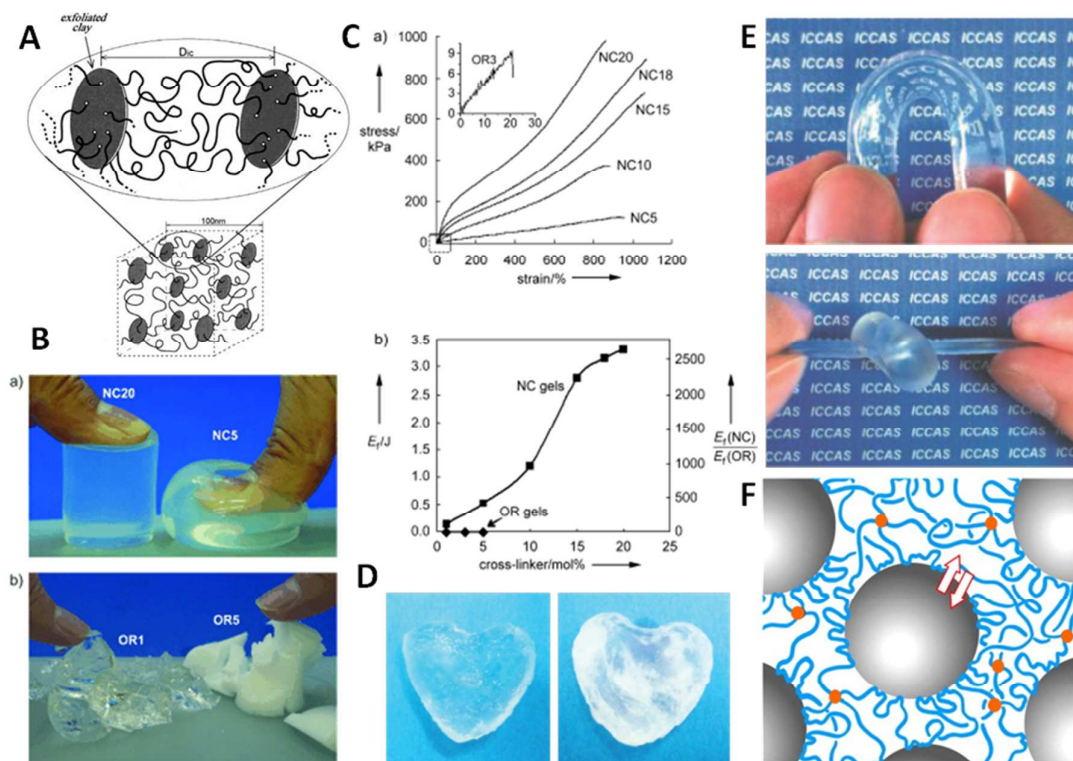 A
exfoliated
clay
Dic
100nm
B
a)
NC20
NC5
b)
OR1
OR5
C
a)
1000
800
600
400
200
0
stress/
kPa
9
6
3
0
OR3
0 10 20 30
NC20
NC18
NC15
NC10
NC5
0 200 400 600 800 1000 1200
strain/%
b)
3.5
3.0
2.5
2.0
1.5
1.0
0.5
0.0
Ef/J
NC gels
OR gels
2500
2000
1500
1000
500
0
Ef(NC)
Ef(OR)
0 5 10 15 20 25
cross-linker/mol%
D
E
ICCAS ICCAS ICCAS ICCAS ICCAS
ICCAS
F